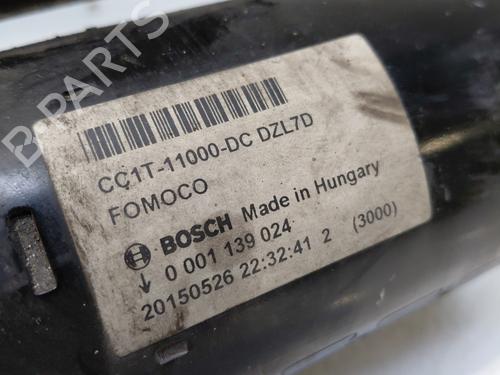 B-PARTS
CC1T-11000-DC DZL7D
FOMOCO
BOSCH Made in Hungary
↓ 0 001 139 024
20150526 22:32:41 2 (3000)